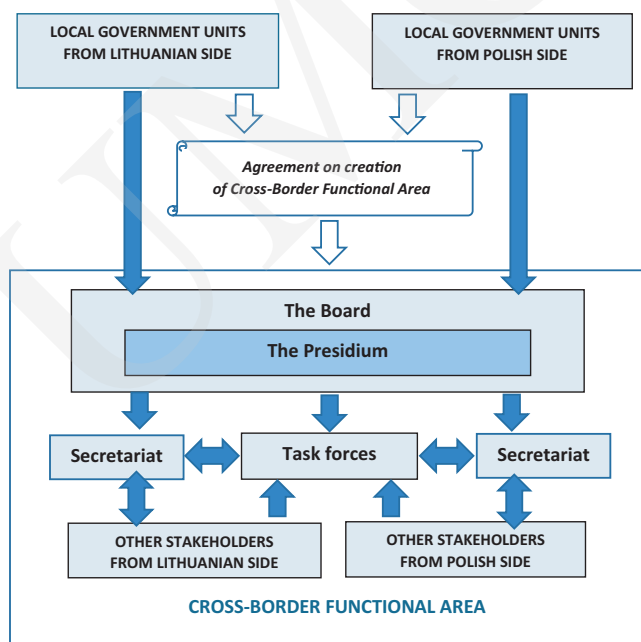 LOCAL GOVERNMENT UNITS
FROM LITHUANIAN SIDE
LOCAL GOVERNMENT UNITS
FROM POLISH SIDE
Agreement on creation
of Cross-Border Functional Area
The Board
The Presidium
Secretariat
Task forces
Secretariat
OTHER STAKEHOLDERS
FROM LITHUANIAN SIDE
OTHER STAKEHOLDERS
FROM POLISH SIDE
CROSS-BORDER FUNCTIONAL AREA